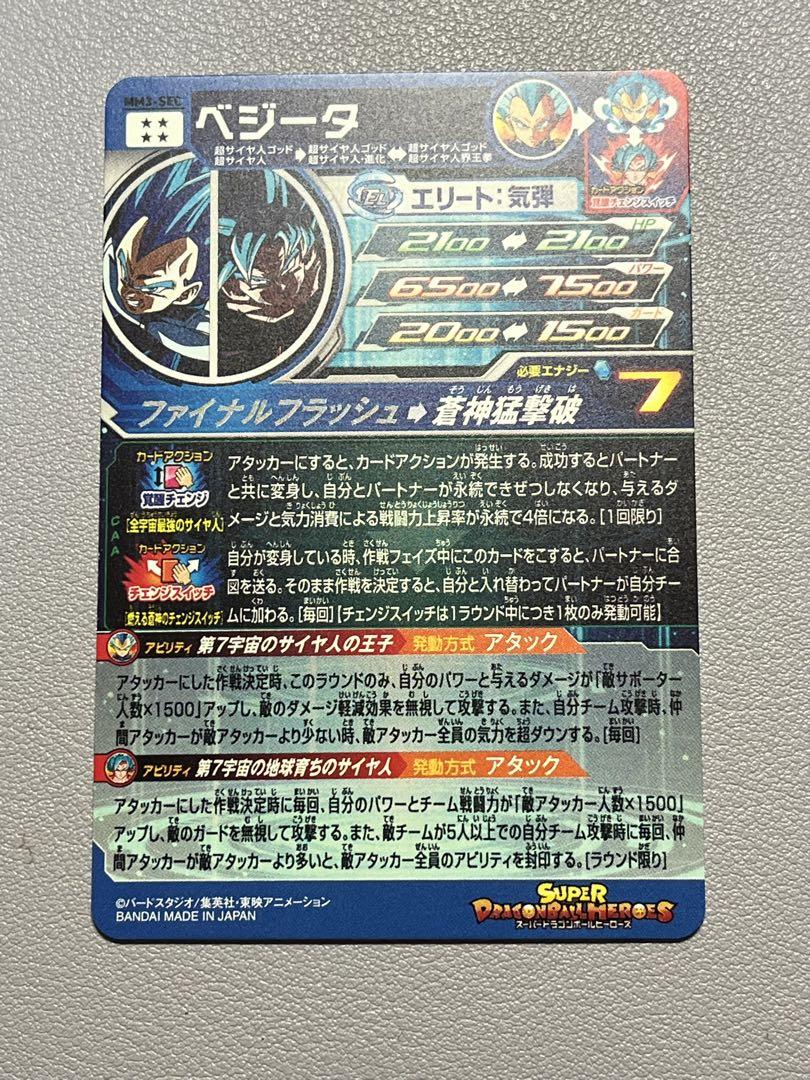 MM3-SEC
★★
★★
ベジータ
超サイヤ人ゴッド 超サイヤ人ゴッド 超サイヤ人ゴッド
超サイヤ人 超サイヤ人・進化 超サイヤ人界王拳
カードアクション
覚醒チェンジスイッチ
EL エリート:気弾
HP
2100 2100
パワー
6500 7500
ガード
2000 1500
必要エナジー 7
ファイナルフラッシュ➡蒼神猛撃破
CAA
カードアクション
覚醒チェンジ
[全宇宙最強のサイヤ人]
アタッカーにすると、カードアクションが発生する。成功するとパートナー
と共に変身し、自分とパートナーが永続できぜつしなくなり、与えるダ
メージと気力消費による戦闘力上昇率が永続で4倍になる。[1回限り]
カードアクション
チェンジスイッチ
[燃える蒼神のチェンジスイッチ]
自分が変身している時、作戦フェイズ中にこのカードをこすると、パートナーに合
図を送る。そのまま作戦を決定すると、自分と入れ替わってパートナーが自分チー
ムに加わる。[毎回]【チェンジスイッチは1ラウンド中につき1枚のみ発動可能】
アビリティ 第7宇宙のサイヤ人の王子 発動方式 アタック
アタッカーにした作戦決定時、このラウンドのみ、自分のパワーと与えるダメージが「敵サポーター
人数×1500」アップし、敵のダメージ軽減効果を無視して攻撃する。また、自分チーム攻撃時、仲
間アタッカーが敵アタッカーより少ない時、敵アタッカー全員の気力を超ダウンする。[毎回]
アビリティ 第7宇宙の地球育ちのサイヤ人 発動方式 アタック
アタッカーにした作戦決定時に毎回、自分のパワーとチーム戦闘力が「敵アタッカー人数×1500」
アップし、敵のガードを無視して攻撃する。また、敵チームが5人以上での自分チーム攻撃時に毎回、仲
間アタッカーが敵アタッカーより多いと、敵アタッカー全員のアビリティを封印する。[ラウンド限り]
©バードスタジオ/集英社・東映アニメーション
BANDAI MADE IN JAPAN
SUPER
DRAGONBALL HEROES
スーパードラゴンボールヒーローズ